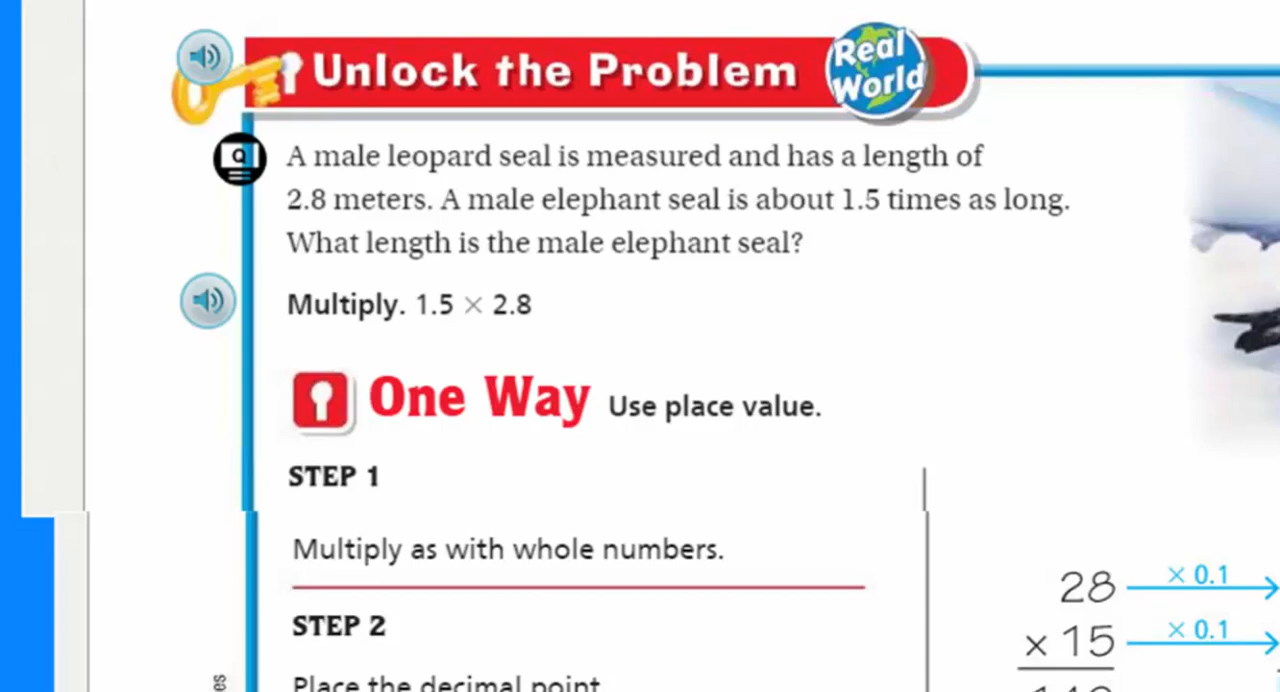 Unlock the Problem
Real
World
Q
A male leopard seal is measured and has a length of
2.8 meters. A male elephant seal is about 1.5 times as long.
What length is the male elephant seal?
Multiply. 1.5 × 2.8
One Way Use place value.
STEP 1
Multiply as with whole numbers.
28 × 0.1
× 15 × 0.1
STEP 2
Place the decimal point